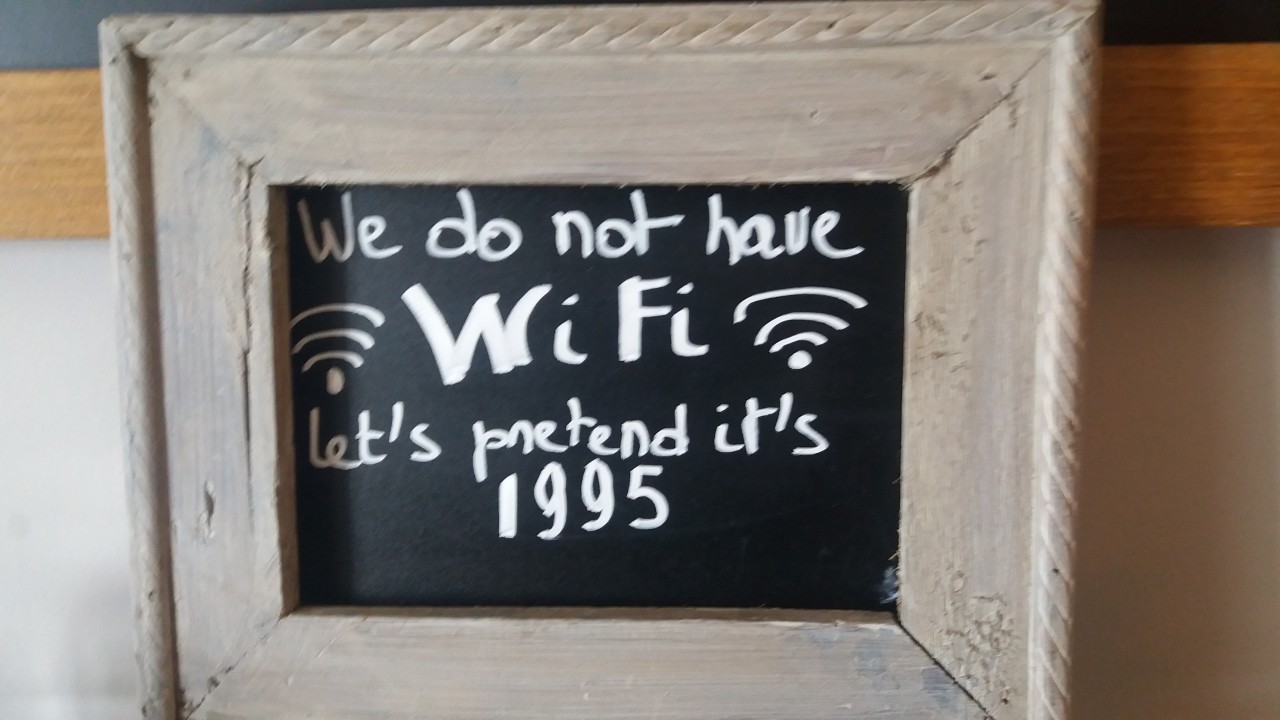 We do not have
WiFi
let's pretend it's
1995